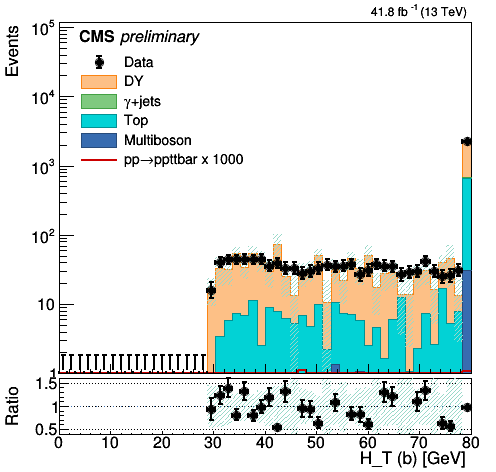 41.8 fb⁻¹ (13 TeV)
Events
CMS preliminary
Data
DY
γ+jets
Top
Multiboson
pp→ppttbar x 1000
10⁵
10⁴
10³
10²
10
1
Ratio
1.5
1
0.5
0 10 20 30 40 50 60 70 80
H_T (b) [GeV]